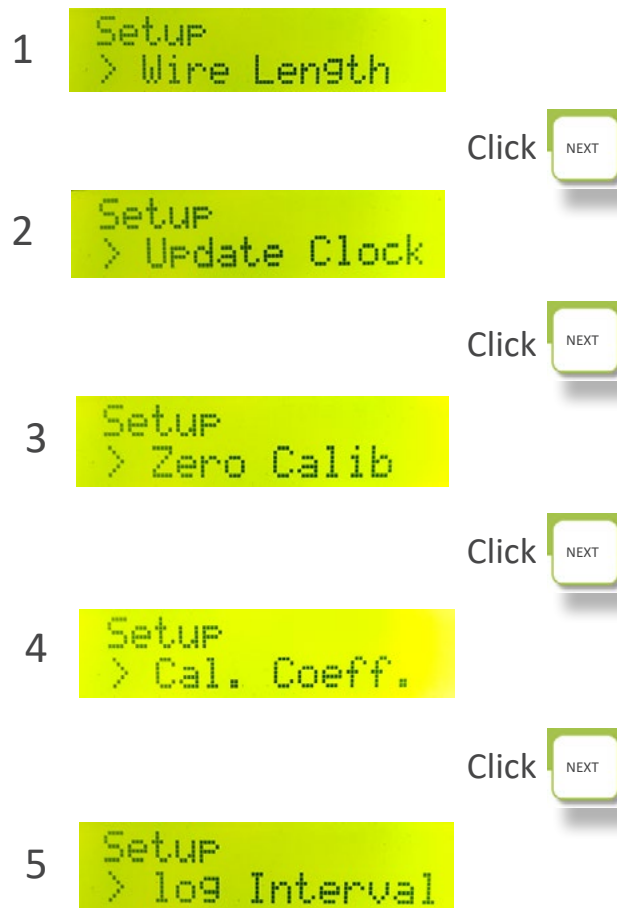 1
Setup
> Wire Length
Click NEXT
2
Setup
> Update Clock
Click NEXT
3
Setup
> Zero Calib
Click NEXT
4
Setup
> Cal. Coeff.
Click NEXT
5
Setup
> log Interval